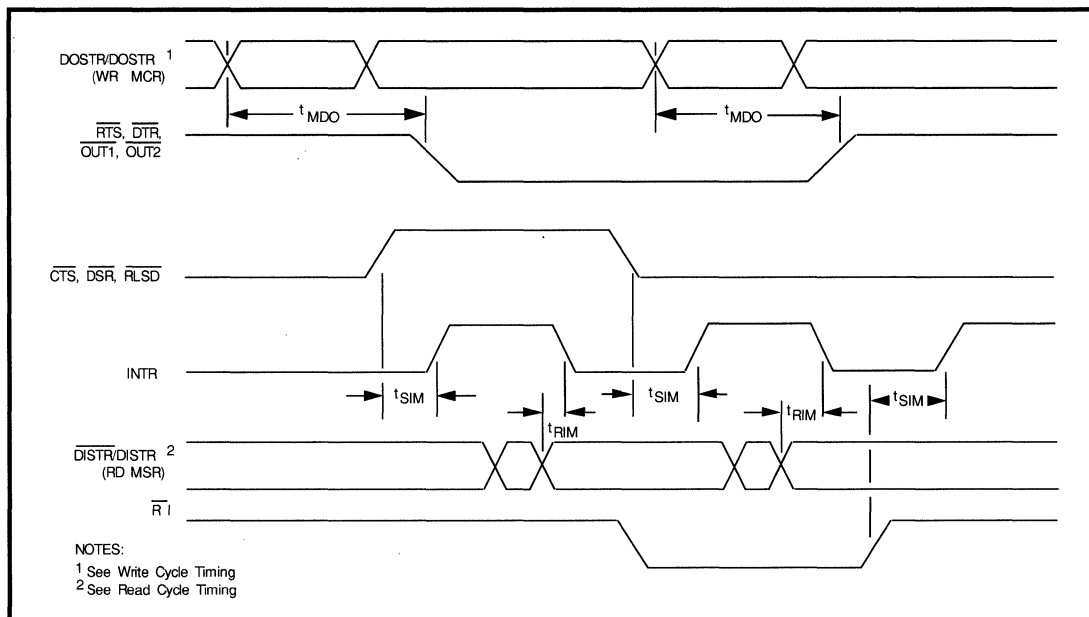 DOSTR/DOSTR 1
(WR MCR)
t MDO
t MDO
RTS, DTR,
OUT1, OUT2
CTS, DSR, RLSD
INTR
t SIM
t RIM
t SIM
t RIM
t SIM
DISTR/DISTR 2
(RD MSR)
R I
NOTES:
1 See Write Cycle Timing
2 See Read Cycle Timing